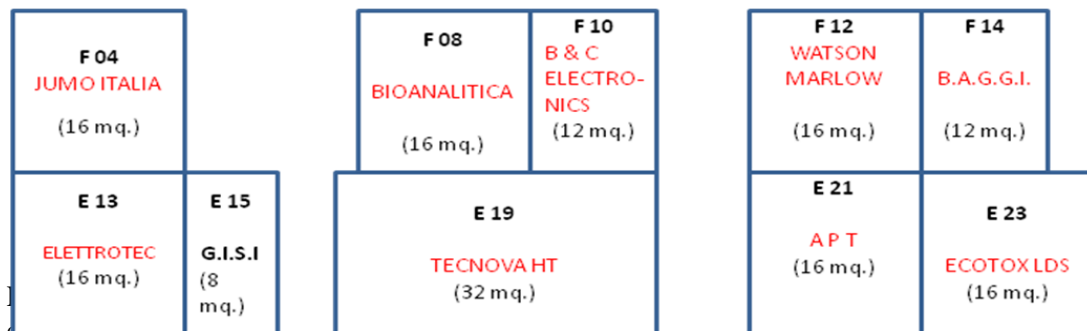 F 04
JUMO ITALIA
(16 mq.)
F 08
BIOANALITICA
(16 mq.)
F 10
B & C
ELECTRO-
NICS
(12 mq.)
F 12
WATSON
MARLOW
(16 mq.)
F 14
B.A.G.G.I.
(12 mq.)
E 13
ELETTROTEC
(16 mq.)
E 15
G.I.S.I
(8
mq.)
E 19
TECNOVA HT
(32 mq.)
E 21
A P T
(16 mq.)
E 23
ECOTOX LDS
(16 mq.)